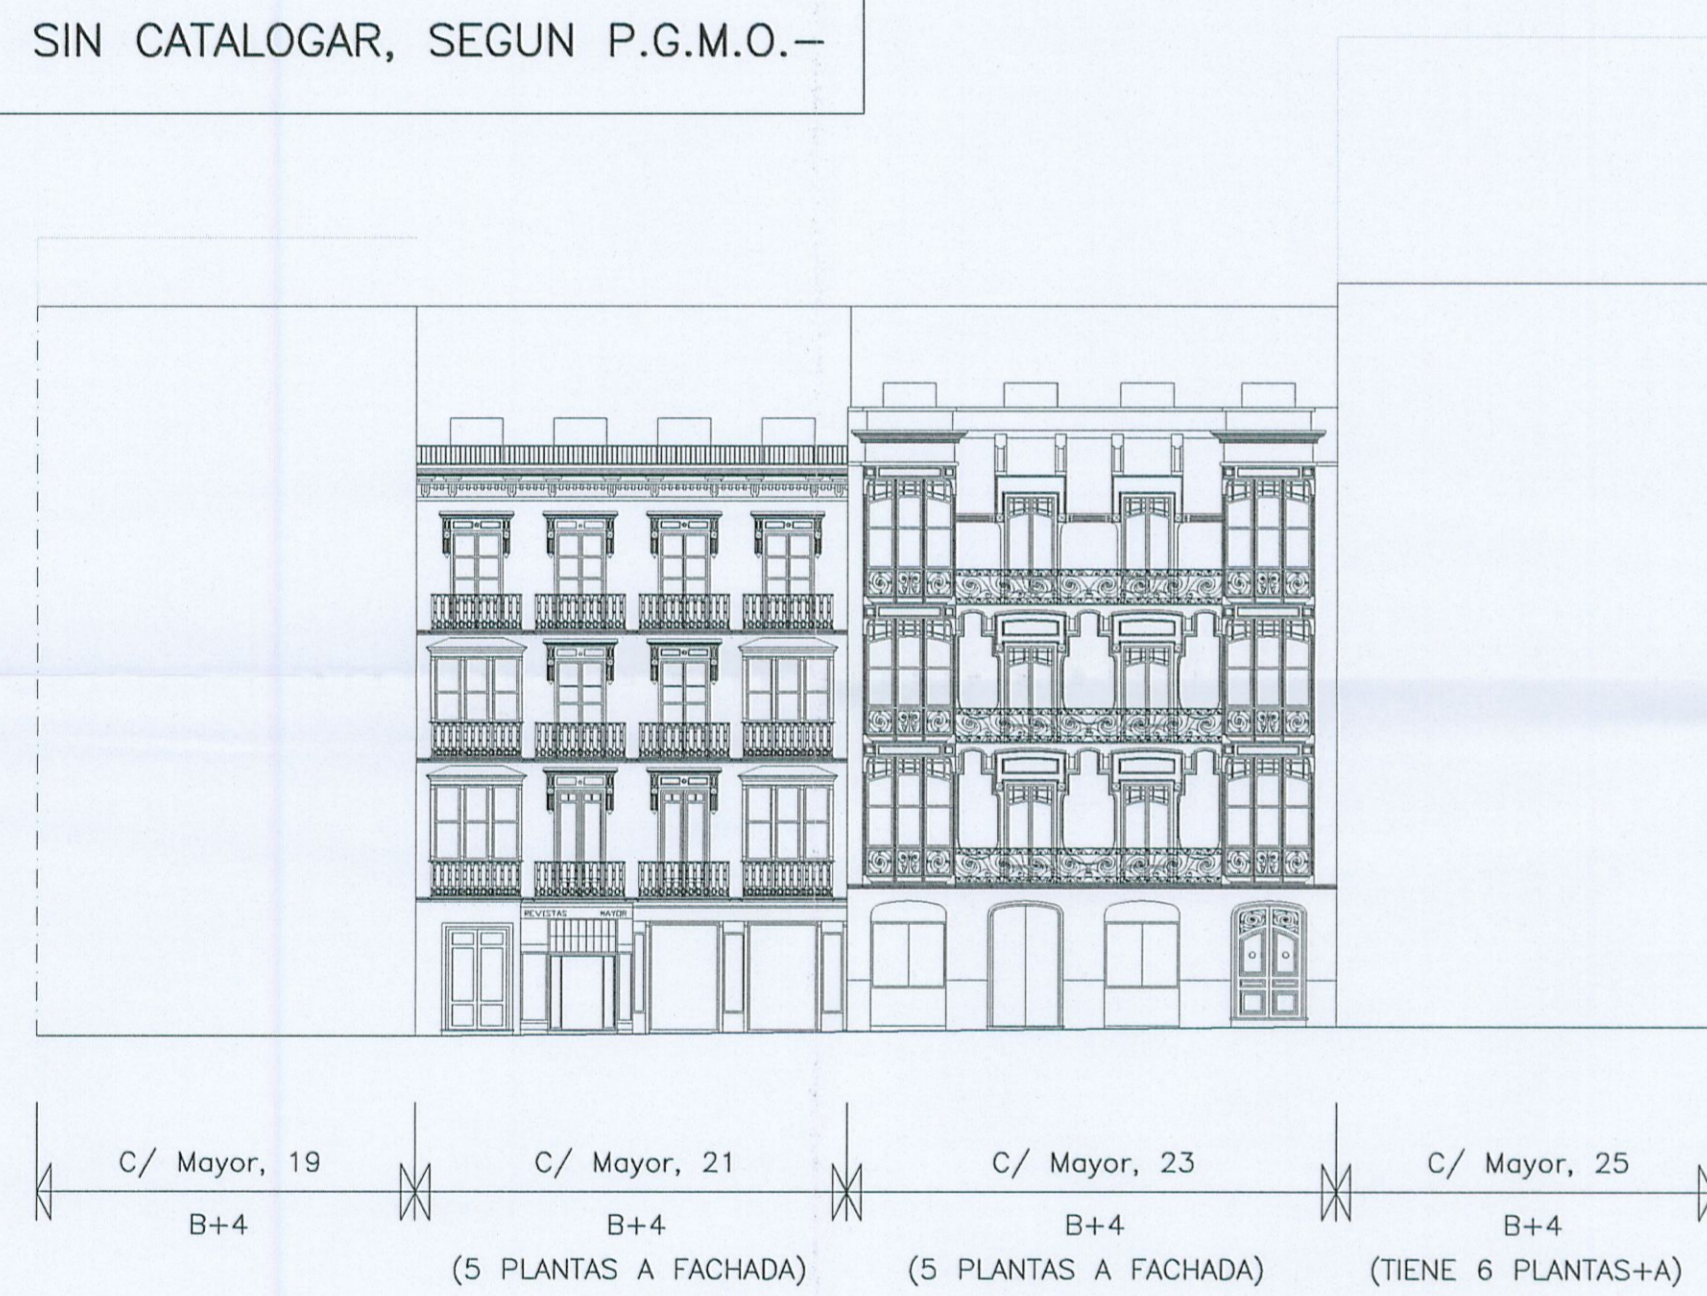 SIN CATALOGAR, SEGUN P.G.M.O.—
REVISTAS MAYOR
C/ Mayor, 19
C/ Mayor, 21
C/ Mayor, 23
C/ Mayor, 25
B+4
B+4
B+4
B+4
(5 PLANTAS A FACHADA)
(5 PLANTAS A FACHADA)
(TIENE 6 PLANTAS+A)